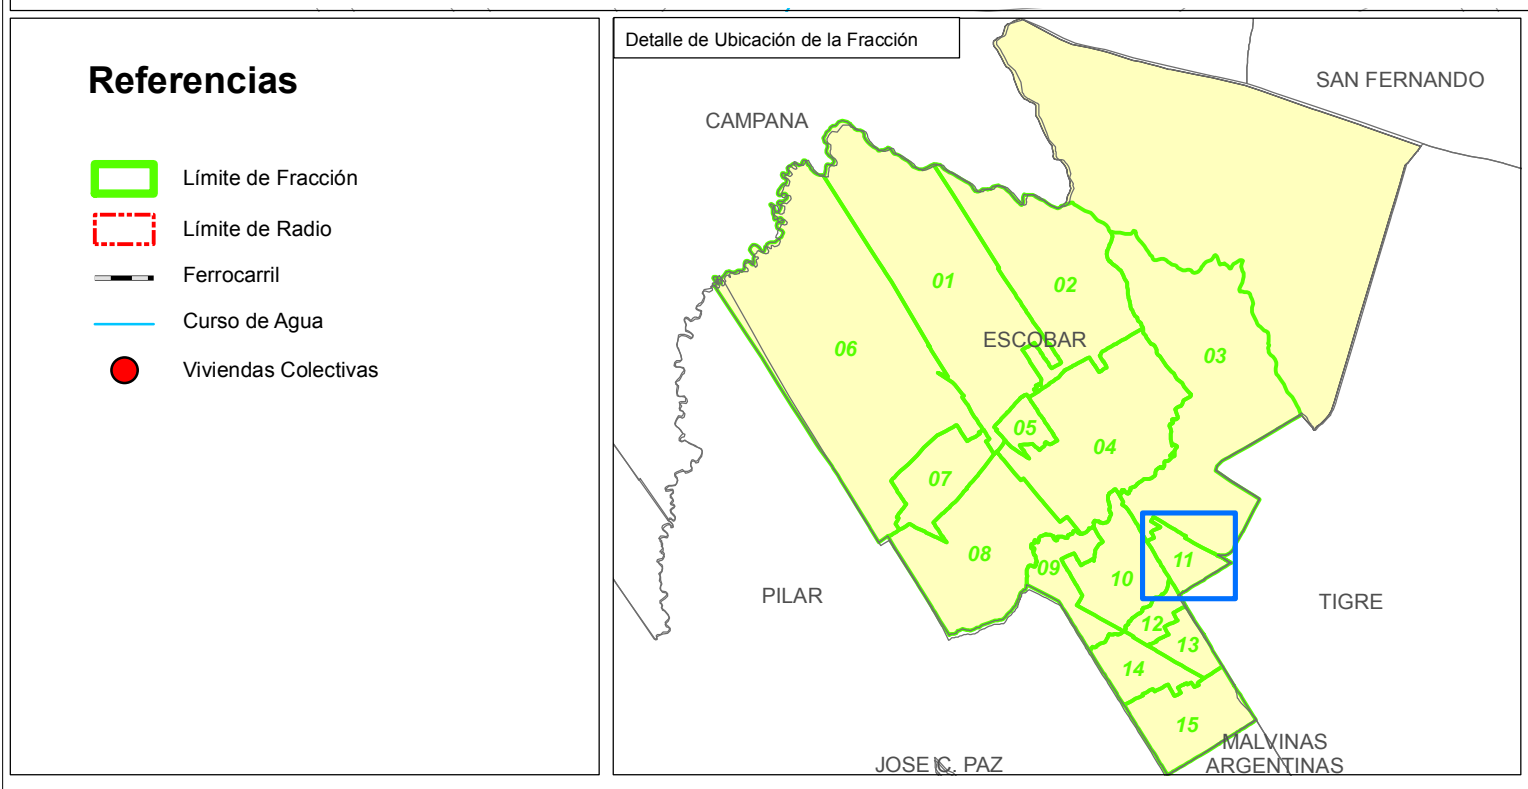 Referencias
Límite de Fracción
Límite de Radio
Ferrocarril
Curso de Agua
Viviendas Colectivas
Detalle de Ubicación de la Fracción
SAN FERNANDO
CAMPANA
01
02
ESCOBAR
03
06
05
04
07
08
09
10
11
PILAR
TIGRE
12
13
14
15
MALVINAS
ARGENTINAS
JOSE C. PAZ